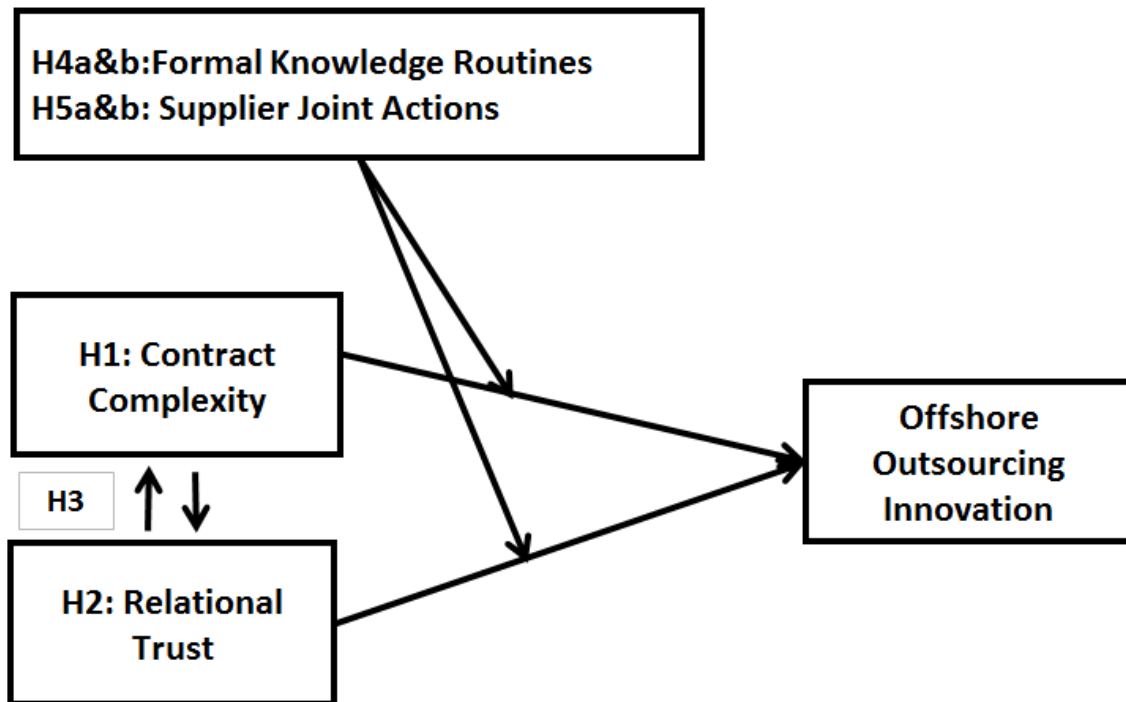 H4a&b:Formal Knowledge Routines
H5a&b: Supplier Joint Actions
H1: Contract
Complexity
H3
H2: Relational
Trust
Offshore
Outsourcing
Innovation